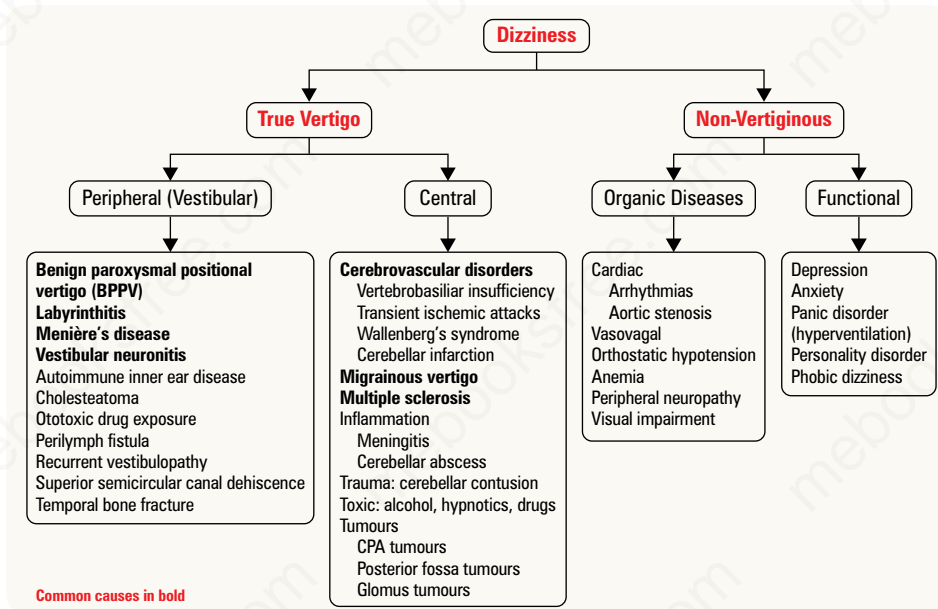 Dizziness
True Vertigo
Non-Vertiginous
Peripheral (Vestibular)
Central
Organic Diseases
Functional
Benign paroxysmal positional
vertigo (BPPV)
Labyrinthitis
Menière's disease
Vestibular neuronitis
Autoimmune inner ear disease
Cholesteatoma
Ototoxic drug exposure
Perilymph fistula
Recurrent vestibulopathy
Superior semicircular canal dehiscence
Temporal bone fracture
Cerebrovascular disorders
Vertebrobasiliar insufficiency
Transient ischemic attacks
Wallenberg's syndrome
Cerebellar infarction
Migrainous vertigo
Multiple sclerosis
Inflammation
Meningitis
Cerebellar abscess
Trauma: cerebellar contusion
Toxic: alcohol, hypnotics, drugs
Tumours
CPA tumours
Posterior fossa tumours
Glomus tumours
Cardiac
Arrhythmias
Aortic stenosis
Vasovagal
Orthostatic hypotension
Anemia
Peripheral neuropathy
Visual impairment
Depression
Anxiety
Panic disorder
(hyperventilation)
Personality disorder
Phobic dizziness
Common causes in bold